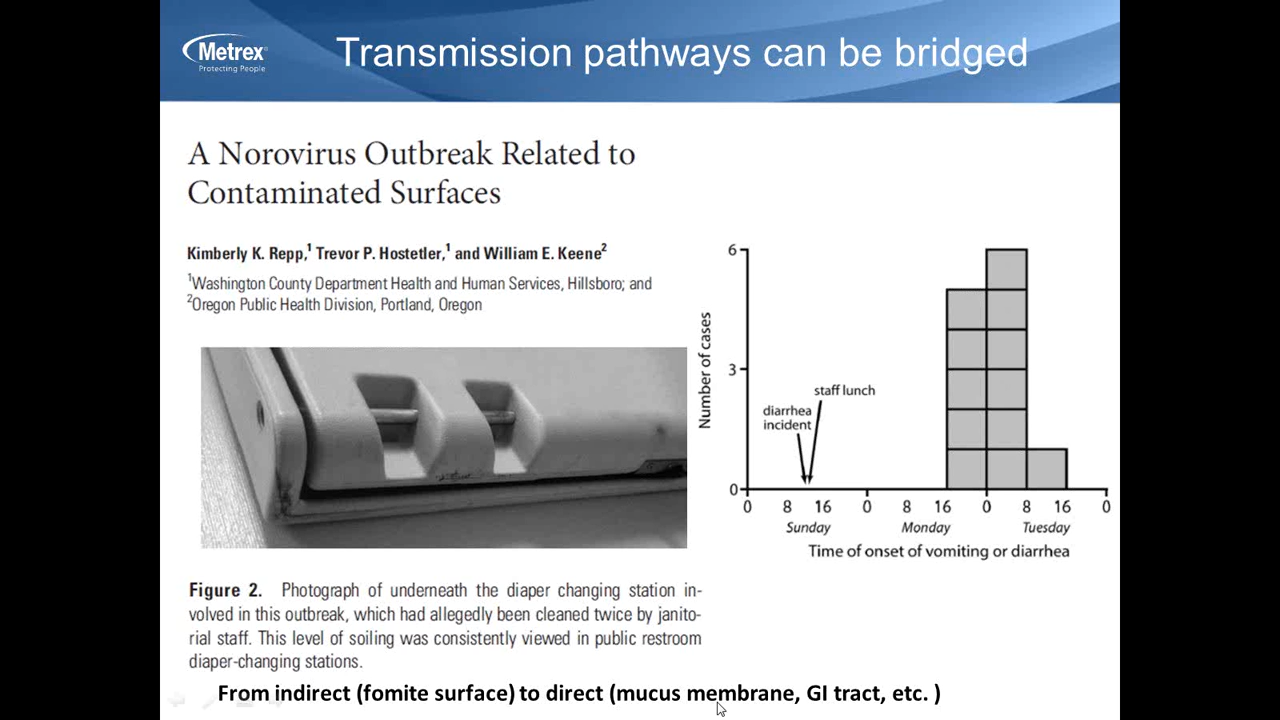 Metrex
Protecting People
Transmission pathways can be bridged
A Norovirus Outbreak Related to
Contaminated Surfaces
Kimberly K. Repp,¹ Trevor P. Hostetler,¹ and William E. Keene²
¹Washington County Department Health and Human Services, Hillsboro; and
²Oregon Public Health Division, Portland, Oregon
6
3
0
Number of cases
staff lunch
diarrhea
incident
0 8 16 0 8 16 0 8 16 0
Sunday Monday Tuesday
Time of onset of vomiting or diarrhea
Figure 2. Photograph of underneath the diaper changing station in-
volved in this outbreak, which had allegedly been cleaned twice by janito-
rial staff. This level of soiling was consistently viewed in public restroom
diaper-changing stations.
From indirect (fomite surface) to direct (mucus membrane, GI tract, etc. )